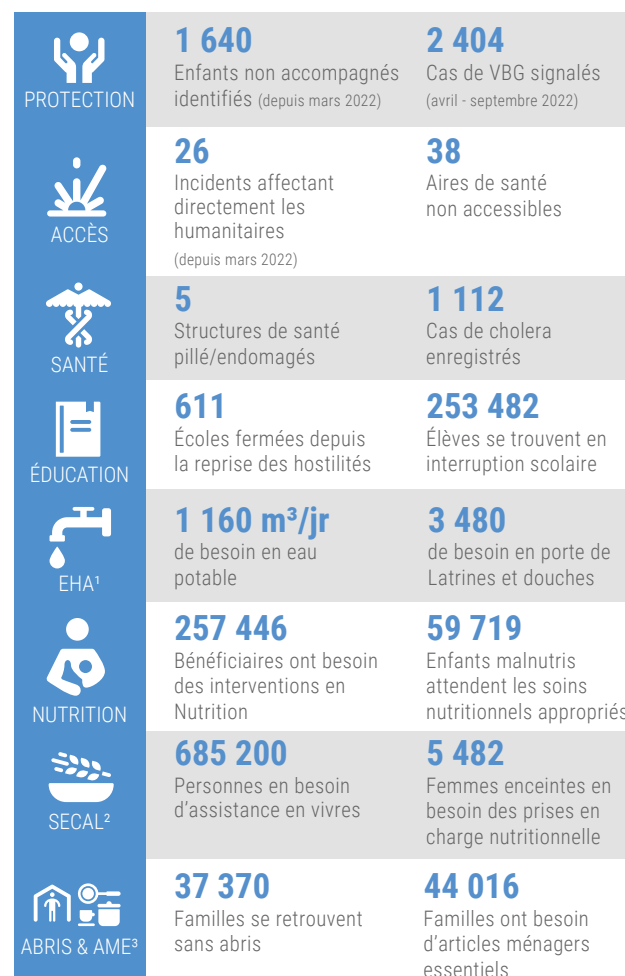 PROTECTION
1 640
Enfants non accompagnés
identifiés (depuis mars 2022)
2 404
Cas de VBG signalés
(avril - septembre 2022)
ACCÈS
26
Incidents affectant
directement les
humanitaires
(depuis mars 2022)
38
Aires de santé
non accessibles
SANTÉ
5
Structures de santé
pillé/endomagés
1 112
Cas de cholera
enregistrés
ÉDUCATION
611
Écoles fermées depuis
la reprise des hostilités
253 482
Élèves se trouvent en
interruption scolaire
EHA¹
1 160 m³/jr
de besoin en eau
potable
3 480
de besoin en porte de
Latrines et douches
NUTRITION
257 446
Bénéficiaires ont besoin
des interventions en
Nutrition
59 719
Enfants malnutris
attendent les soins
nutritionnels appropriés
SECAL²
685 200
Personnes en besoin
d'assistance en vivres
5 482
Femmes enceintes en
besoin des prises en
charge nutritionnelle
ABRIS & AME³
37 370
Familles se retrouvent
sans abris
44 016
Familles ont besoin
d'articles ménagers
essentiels